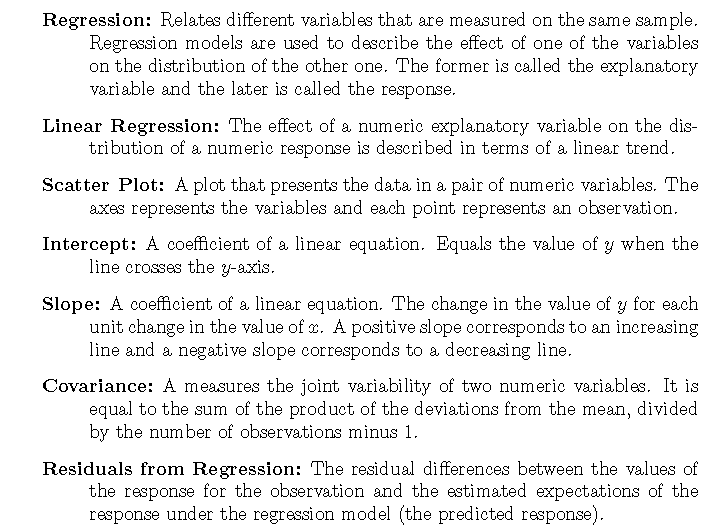 Regression: Relates different variables that are measured on the same sample.
Regression models are used to describe the effect of one of the variables
on the distribution of the other one. The former is called the explanatory
variable and the later is called the response.
Linear Regression: The effect of a numeric explanatory variable on the dis-
tribution of a numeric response is described in terms of a linear trend.
Scatter Plot: A plot that presents the data in a pair of numeric variables. The
axes represents the variables and each point represents an observation.
Intercept: A coefficient of a linear equation. Equals the value of y when the
line crosses the y-axis.
Slope: A coefficient of a linear equation. The change in the value of y for each
unit change in the value of x. A positive slope corresponds to an increasing
line and a negative slope corresponds to a decreasing line.
Covariance: A measures the joint variability of two numeric variables. It is
equal to the sum of the product of the deviations from the mean, divided
by the number of observations minus 1.
Residuals from Regression: The residual differences between the values of
the response for the observation and the estimated expectations of the
response under the regression model (the predicted response).